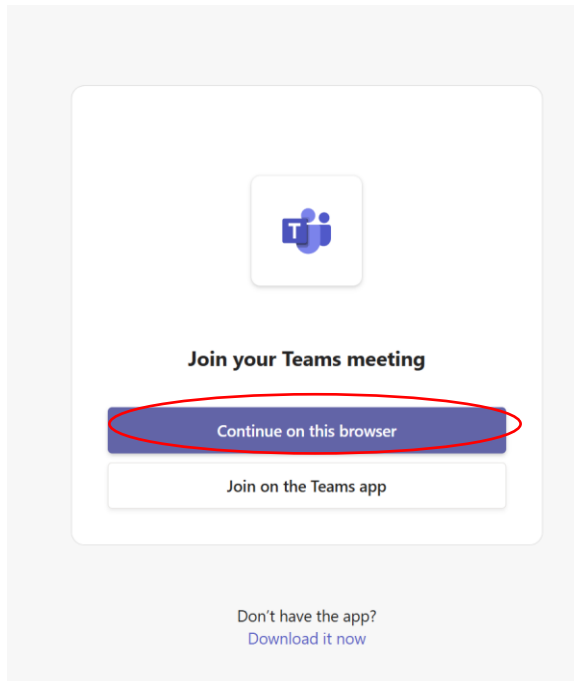 T
Join your Teams meeting
Continue on this browser
Join on the Teams app
Don't have the app?
Download it now